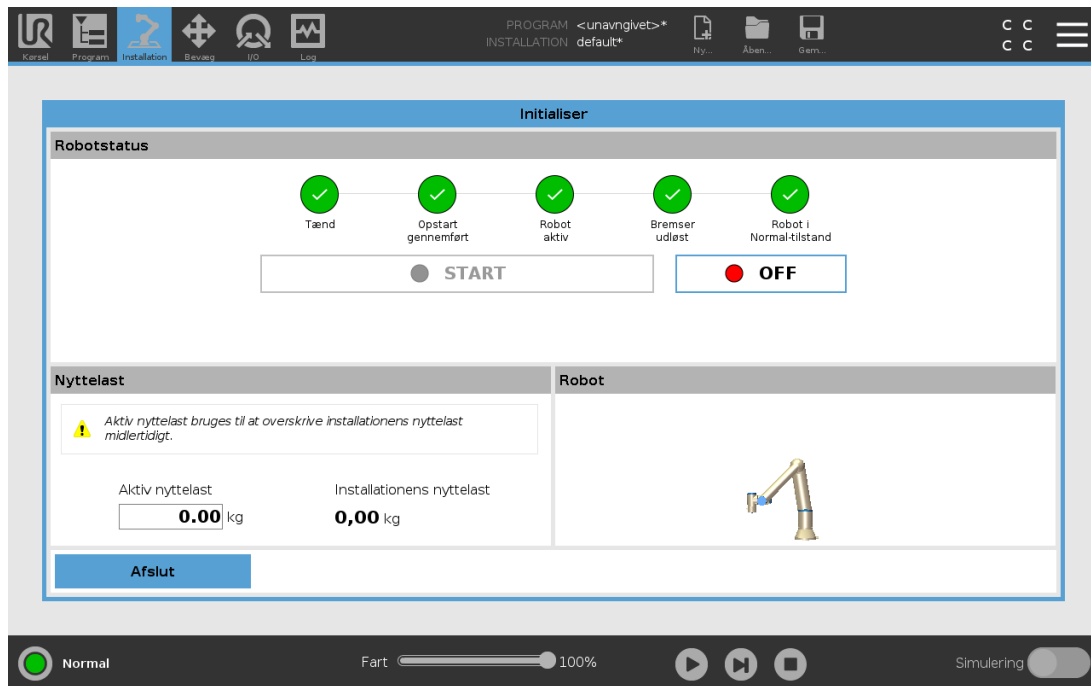 PROGRAM <unavngivet>*
INSTALLATION default*
UR
Kørsel Program Installation Bevæg I/O Log
Ny... Åben... Gem...
C C
C C
Initialiser
Robotstatus
Tænd
Opstart
gennemført
Robot
aktiv
Bremser
udløst
Robot i
Normal-tilstand
START
OFF
Nyttelast
Aktiv nyttelast bruges til at overskrive installationens nyttelast
midlertidigt.
Aktiv nyttelast
0.00 kg
Installationens nyttelast
0,00 kg
Robot
Afslut
Normal
Fart 100%
Simulering